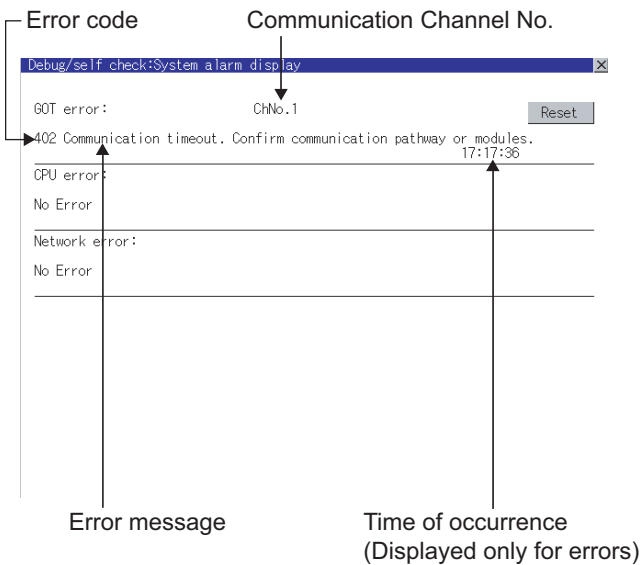 Error code
Communication Channel No.
Debug/self check:System alarm display
GOT error: ChNo.1
Reset
402 Communication timeout. Confirm communication pathway or modules.
17:17:36
CPU error:
No Error
Network error:
No Error
Error message
Time of occurrence
(Displayed only for errors)